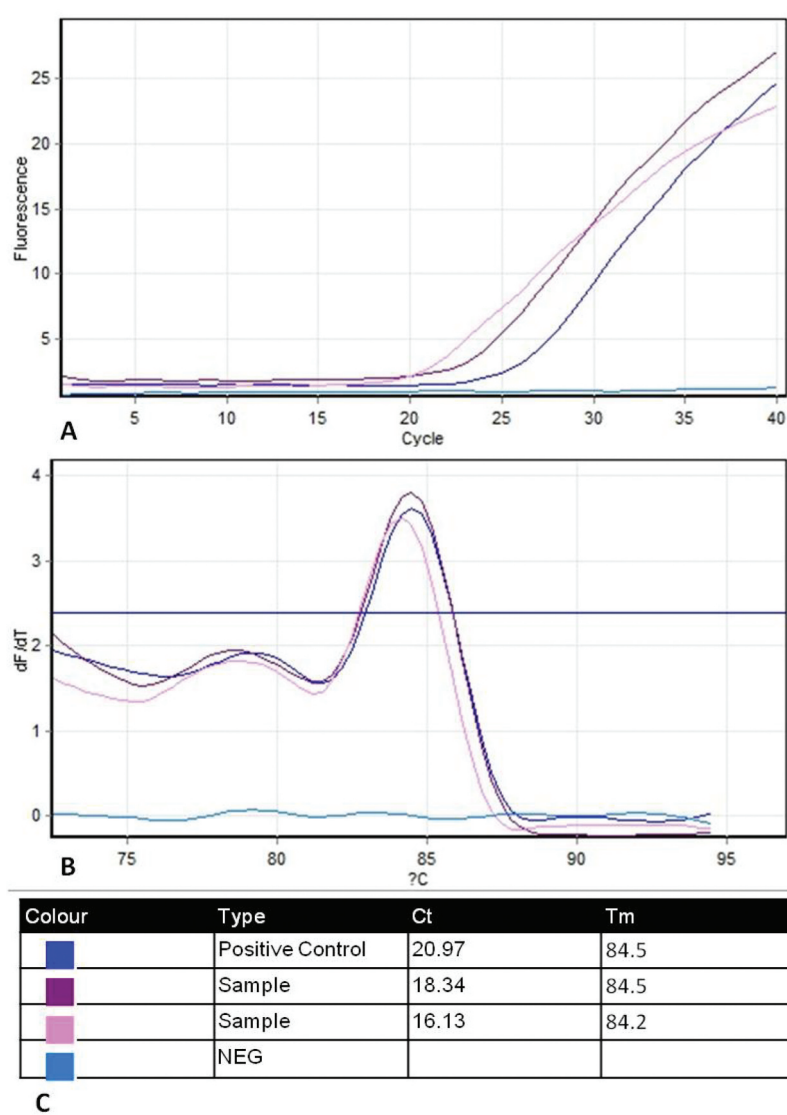 25
20
15
10
5
Fluorescence
5 10 15 20 25 30 35 40
Cycle
A
4
3
2
1
0
dF/dT
75 80 85 90 95
?C
B
Colour Type Ct Tm
Positive Control 20.97 84.5
Sample 18.34 84.5
Sample 16.13 84.2
NEG
C